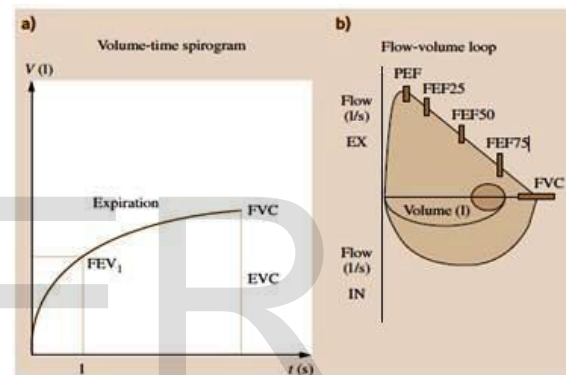 a)
Volume-time spirogram
V (l)
Expiration
FVC
FEV1
EVC
1
t (s)
b)
Flow-volume loop
PEF
FEF25
FEF50
FEF75
FVC
Flow
(l/s)
EX
Volume (l)
Flow
(l/s)
IN
FER